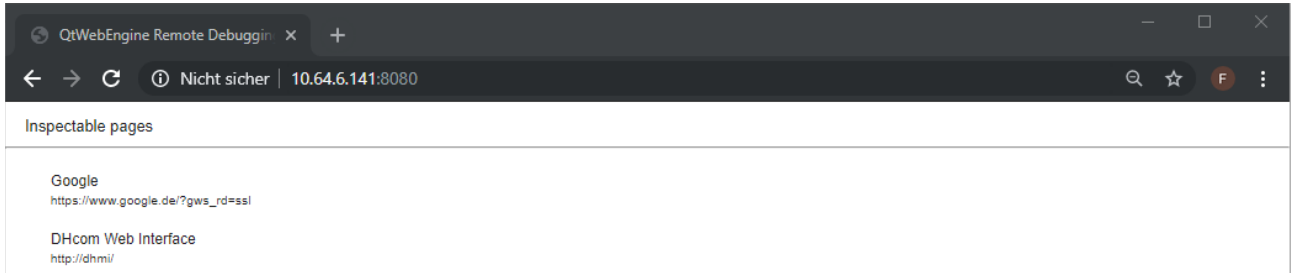 QtWebEngine Remote Debuggin
Nicht sicher | 10.64.6.141:8080
F
Inspectable pages
Google
https://www.google.de/?gws_rd=ssl
DHcom Web Interface
http://dhmi/